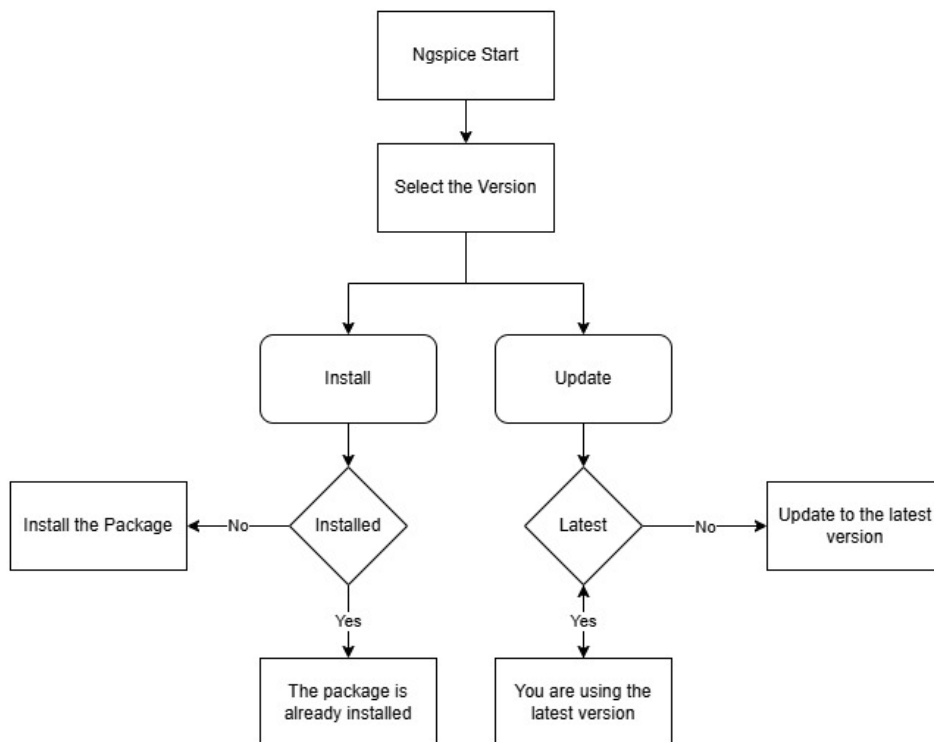 Ngspice Start
Select the Version
Install
Update
Install the Package
No
Installed
Latest
No
Update to the latest
version
Yes
Yes
The package is
already installed
You are using the
latest version